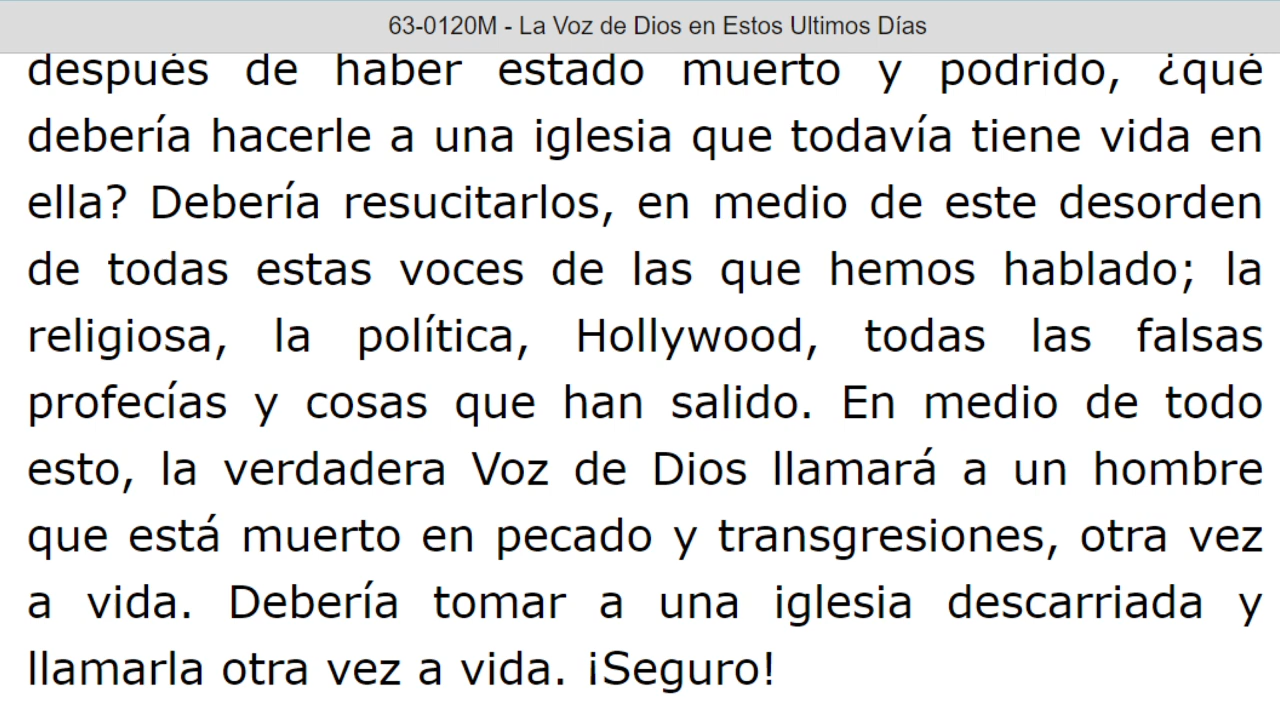 63-0120M - La Voz de Dios en Estos Ultimos Días
después de haber estado muerto y podrido, ¿qué
debería hacerle a una iglesia que todavía tiene vida en
ella? Debería resucitarlos, en medio de este desorden
de todas estas voces de las que hemos hablado; la
religiosa, la política, Hollywood, todas las falsas
profecías y cosas que han salido. En medio de todo
esto, la verdadera Voz de Dios llamará a un hombre
que está muerto en pecado y transgresiones, otra vez
a vida. Debería tomar a una iglesia descarriada y
llamarla otra vez a vida. ¡Seguro!